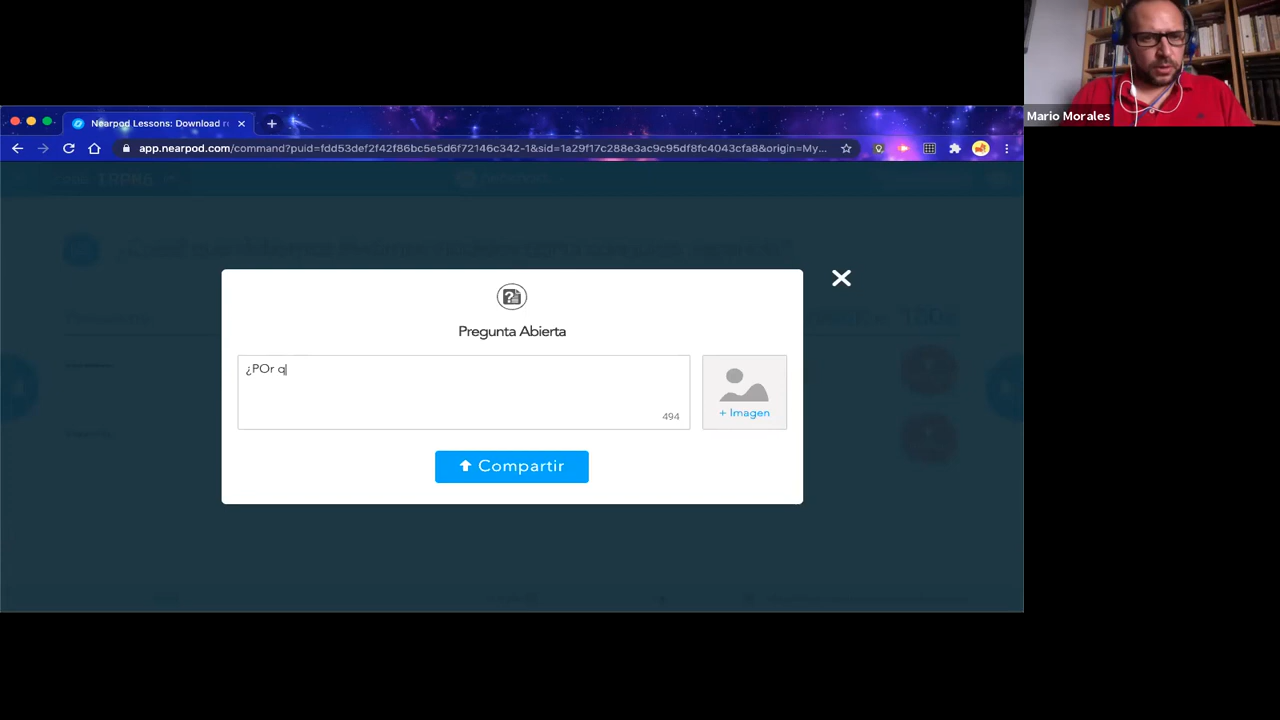 Mario Morales
Nearpod Lessons: Download r
app.nearpod.com/command?puid=fdd53def2f42f86bc5e5d6f72146c342-1&sid=1a29f17c288e3ac9c95df8fc4043cfa8&origin=My...
Pregunta Abierta
¿POr q
494
+ Imagen
Compartir